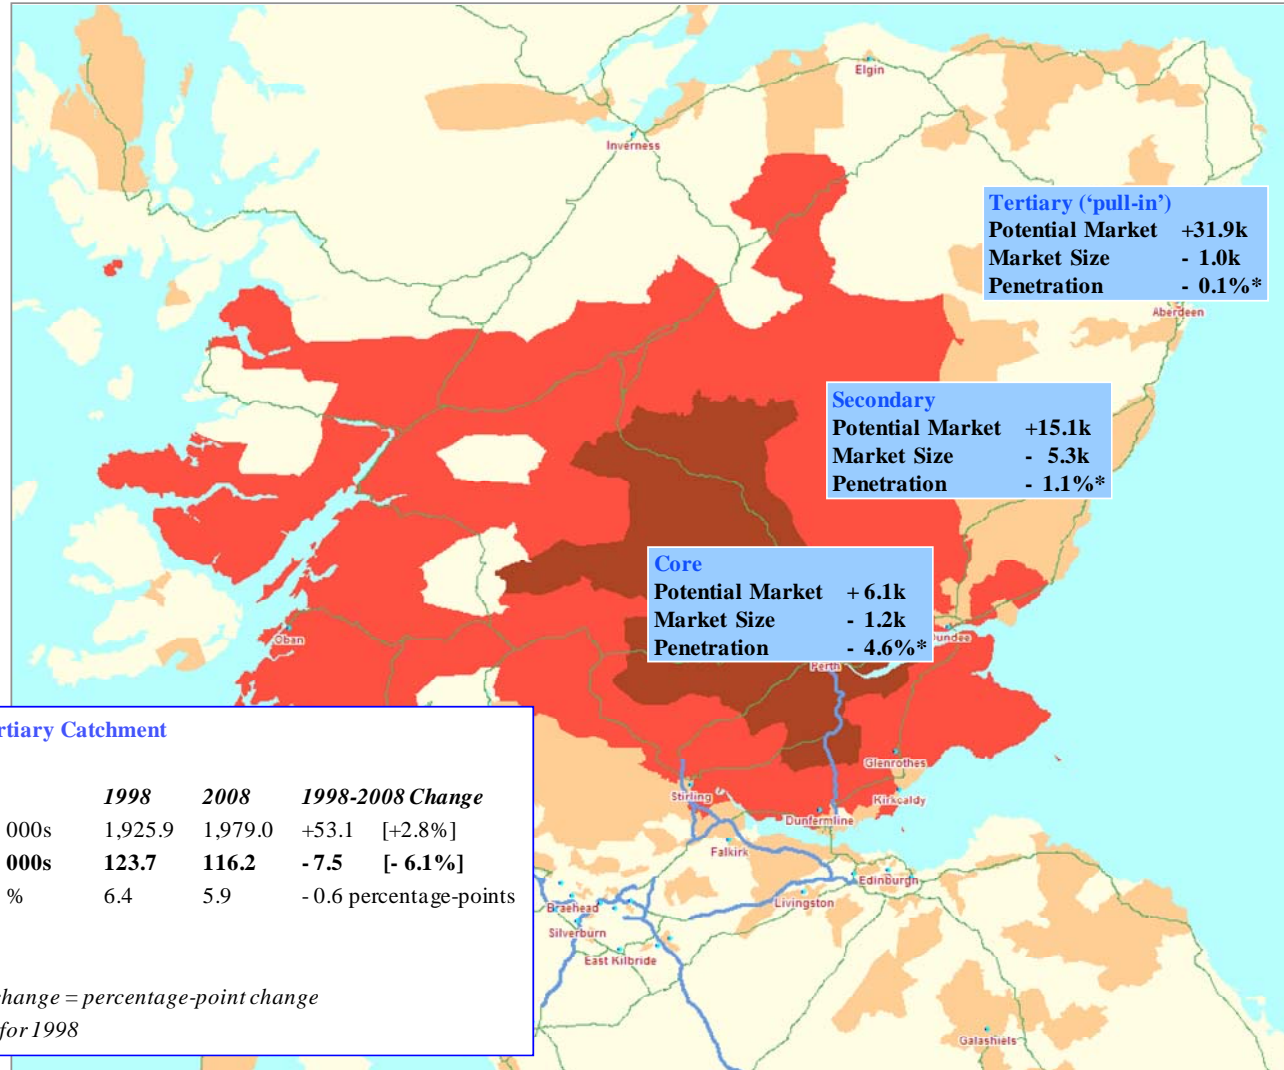 Elgin
Inverness
Tertiary (‘pull-in’)
Potential Market +31.9k
Market Size - 1.0k
Penetration - 0.1%*
Aberdeen
Secondary
Potential Market +15.1k
Market Size - 5.3k
Penetration - 1.1%*
Core
Potential Market + 6.1k
Market Size - 1.2k
Penetration - 4.6%*
Oban
Dundee
Perth
Glenrothes
Stirling
Kirkcaldy
Dunfermline
Falkirk
Edinburgh
Livingston
Braehead
Silverburn
East Kilbride
Galashiels
rtiary Catchment
1998 2008 1998-2008 Change
000s 1,925.9 1,979.0 +53.1 [+2.8%]
000s 123.7 116.2 - 7.5 [- 6.1%]
% 6.4 5.9 - 0.6 percentage-points
change = percentage-point change
for 1998